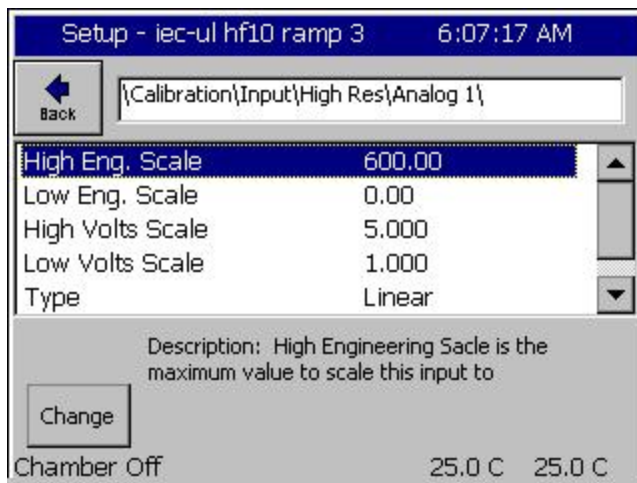 Setup - iec-ul hf10 ramp 3 6:07:17 AM
Back
\Calibration\Input\High Res\Analog 1\
High Eng. Scale 600.00
Low Eng. Scale 0.00
High Volts Scale 5.000
Low Volts Scale 1.000
Type Linear
Description: High Engineering Sacle is the
maximum value to scale this input to
Change
Chamber Off 25.0 C 25.0 C